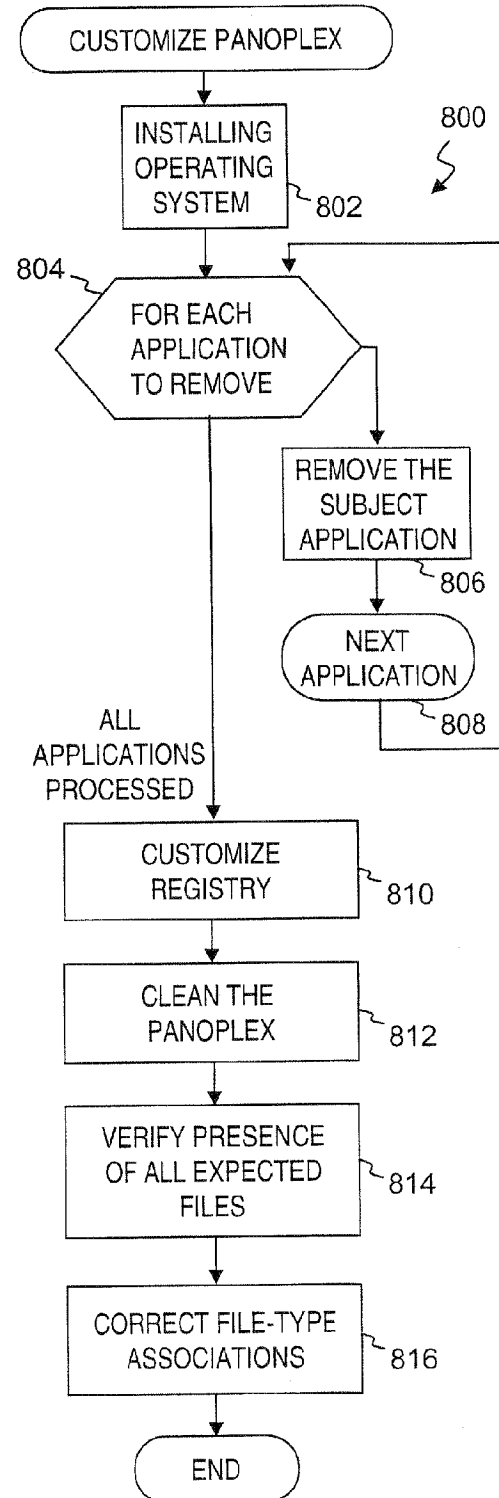 CUSTOMIZE PANOPLEX
800
INSTALLING
OPERATING
SYSTEM
802
804
FOR EACH
APPLICATION
TO REMOVE
REMOVE THE
SUBJECT
APPLICATION
806
NEXT
APPLICATION
808
ALL
APPLICATIONS
PROCESSED
CUSTOMIZE
REGISTRY
810
CLEAN THE
PANOPLEX
812
VERIFY PRESENCE
OF ALL EXPECTED
FILES
814
CORRECT FILE-TYPE
ASSOCIATIONS
816
END